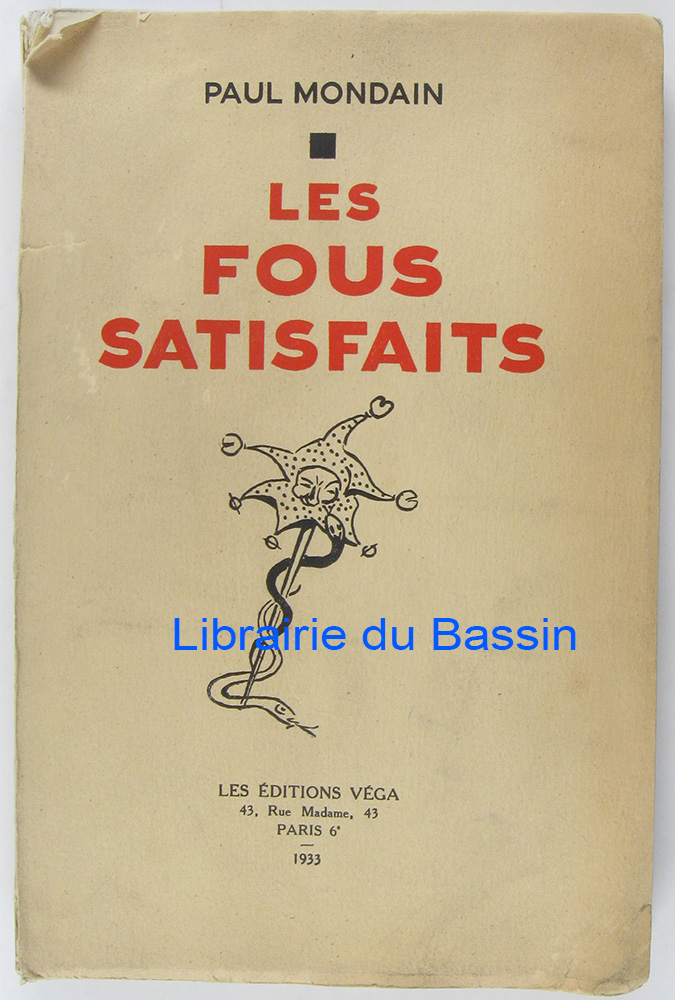 PAUL MONDAIN
LES
FOUS
SATISFAITS
Librairie du Bassin
LES ÉDITIONS VÉGA
43, Rue Madame, 43
PARIS 6ᵉ
1933